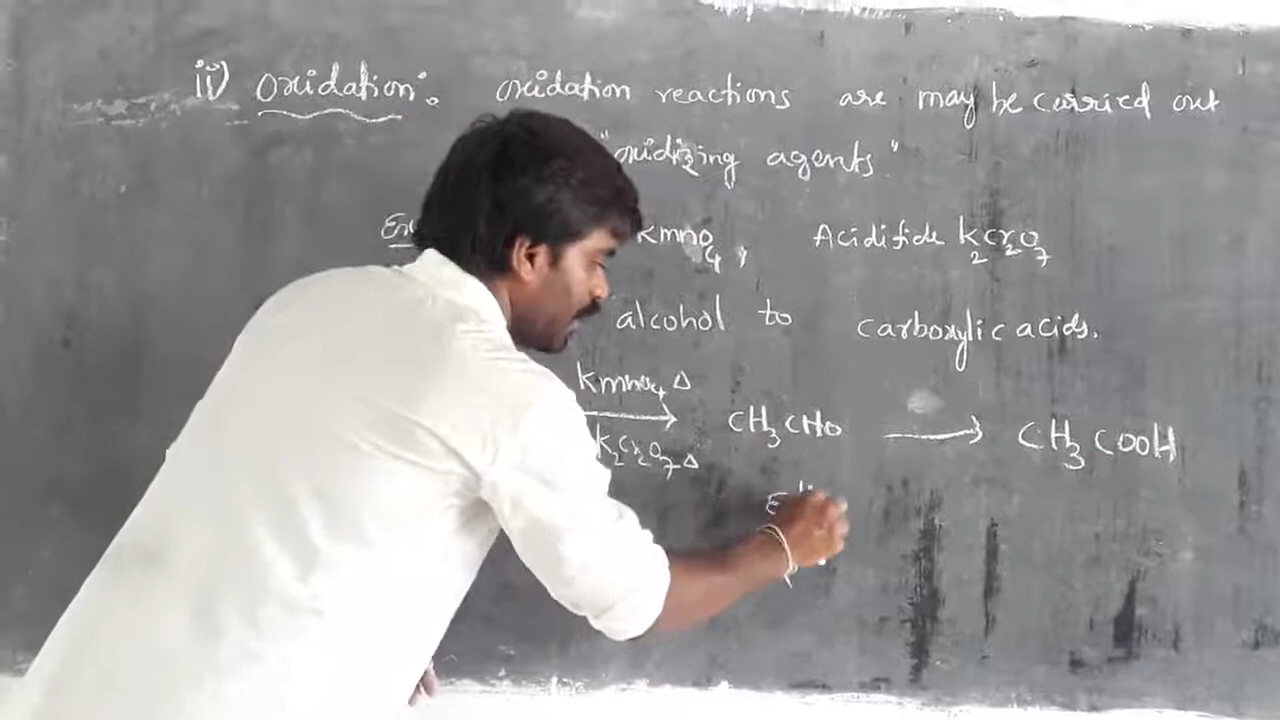 ii) oxidation: oxidation reactions are may be carried out
"oxidizing agents"
Ex KMnO4, Acidifide K2Cr2O7
alcohol to carboxylic acids.
KMnO4 Δ
CH3CHO → CH3COOH
K2Cr2O7 Δ